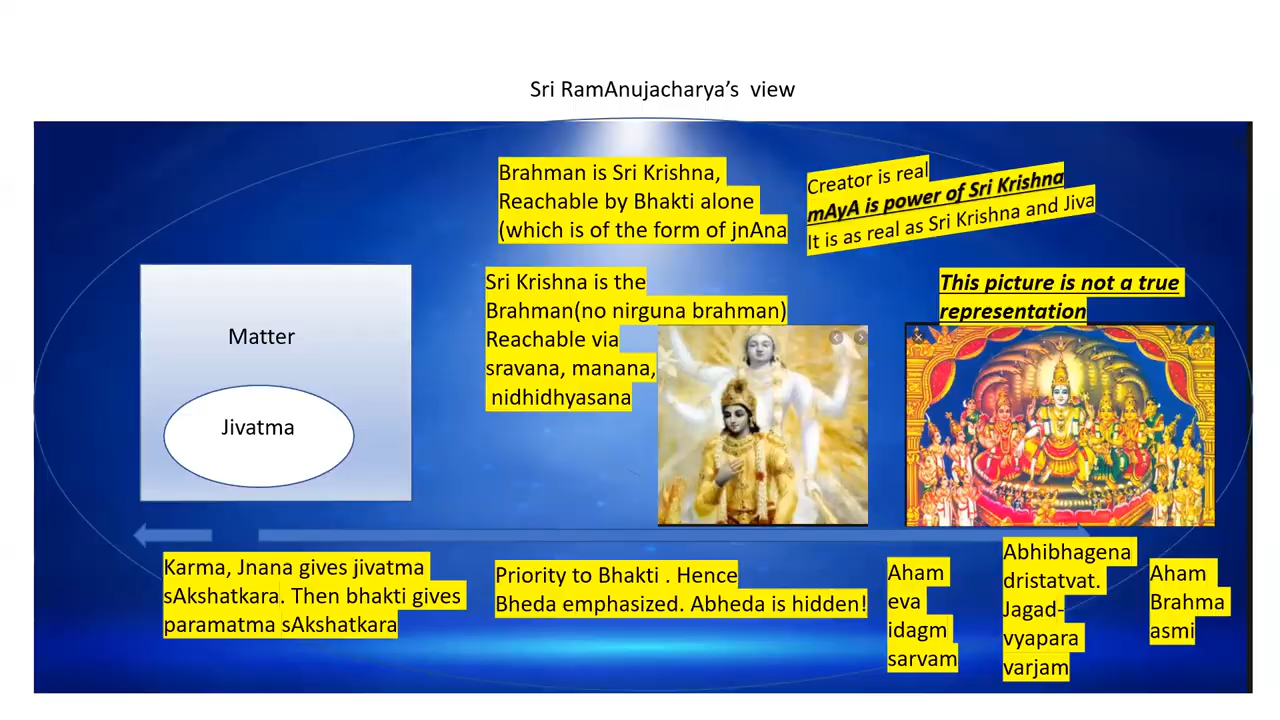 Sri RamAnujacharya’s  view
Brahman is Sri Krishna,
Reachable by Bhakti alone
(which is of the form of jnAna
Creator is real
mAyA is power of Sri Krishna
It is as real as Sri Krishna and Jiva
Sri Krishna is the
Brahman(no nirguna brahman)
Reachable via
sravana, manana,
nidhidhyasana
This picture is not a true
representation
Matter
Jivatma
Karma, Jnana gives jivatma
sAkshatkara. Then bhakti gives
paramatma sAkshatkara
Priority to Bhakti . Hence
Bheda emphasized. Abheda is hidden!
Aham
eva
idagm
sarvam
Abhibhagena
dristatvat.
Jagad-
vyapara
varjam
Aham
Brahma
asmi